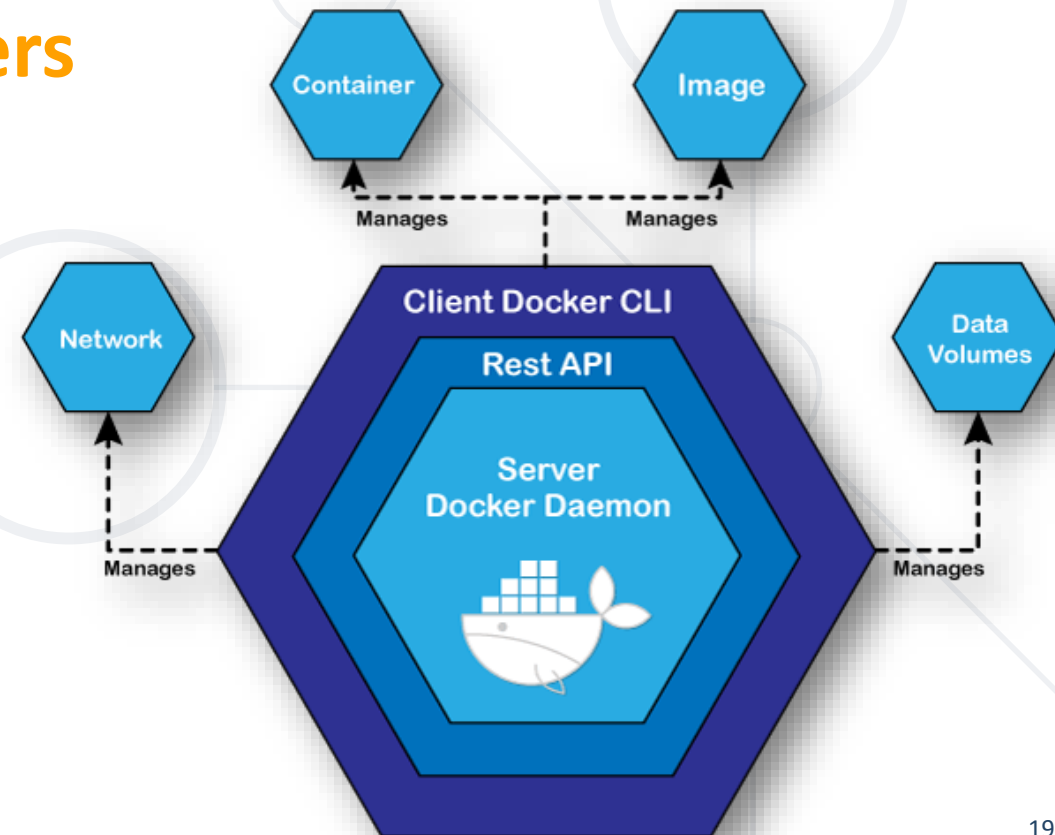 ers
Container
Image
Manages
Manages
Client Docker CLI
Network
Rest API
Data
Volumes
Server
Docker Daemon
Manages
Manages
19